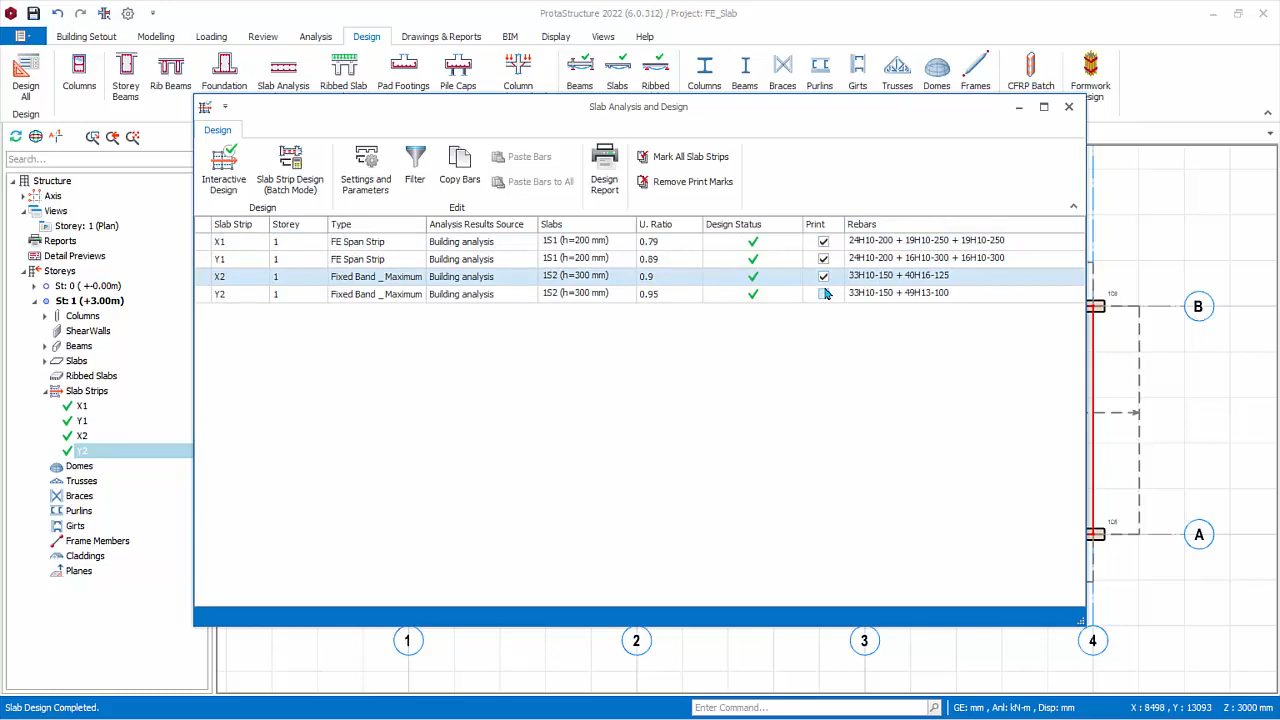 ProtaStructure 2022 (6.0.312) / Project: FE_Slab
Building Setout
Modelling
Loading
Review
Analysis
Design
Drawings & Reports
BIM
Display
Views
Help
Design All
Columns
Storey Beams
Rib Beams
Foundation
Slab Analysis
Ribbed Slab
Pad Footings
Pile Caps
Column
Beams
Slabs
Ribbed
Columns
Beams
Braces
Purlins
Girts
Trusses
Domes
Frames
CFRP Batch
Formwork
Design
Slab Analysis and Design
Design
Interactive Design
Slab Strip Design (Batch Mode)
Settings and Parameters
Filter
Copy Bars
Paste Bars
Paste Bars to All
Design Report
Mark All Slab Strips
Remove Print Marks
Design
Edit
Slab Strip Storey Type Analysis Results Source Slabs U. Ratio Design Status Print Rebars
X1 1 FE Span Strip Building analysis 1S1 (h=200 mm) 0.79 24H10-200 + 19H10-250 + 19H10-250
Y1 1 FE Span Strip Building analysis 1S1 (h=200 mm) 0.89 24H10-200 + 16H10-300 + 16H10-300
X2 1 Fixed Band _ Maximum Building analysis 1S2 (h=300 mm) 0.9 33H10-150 + 40H16-125
Y2 1 Fixed Band _ Maximum Building analysis 1S2 (h=300 mm) 0.95 33H10-150 + 49H13-100
Search...
Structure
Axis
Views
Storey: 1 (Plan)
Reports
Detail Previews
Storeys
St: 0 ( +0.00m)
St: 1 (+3.00m)
Columns
ShearWalls
Beams
Slabs
Ribbed Slabs
Slab Strips
X1
Y1
X2
Y2
Domes
Trusses
Braces
Purlins
Girts
Frame Members
Claddings
Planes
B
A
1
2
3
4
Slab Design Completed.
Enter Command...
GE: mm ; Anl: kN-m , Disp: mm
X : 8498 , Y : 13093
Z : 3000 mm